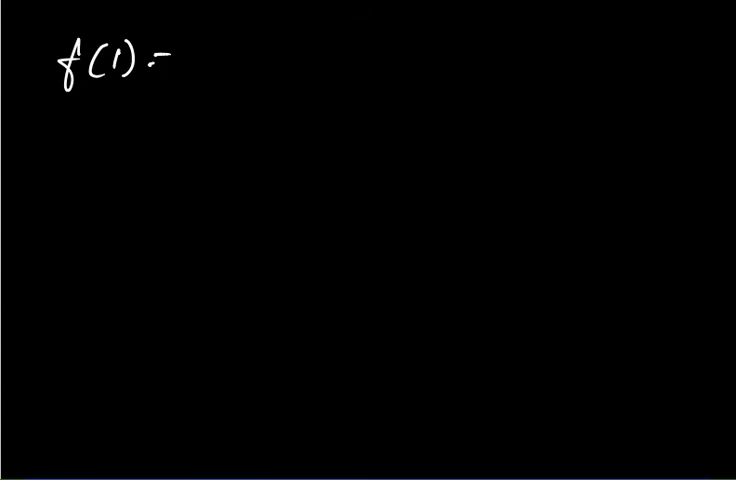 f(1) =